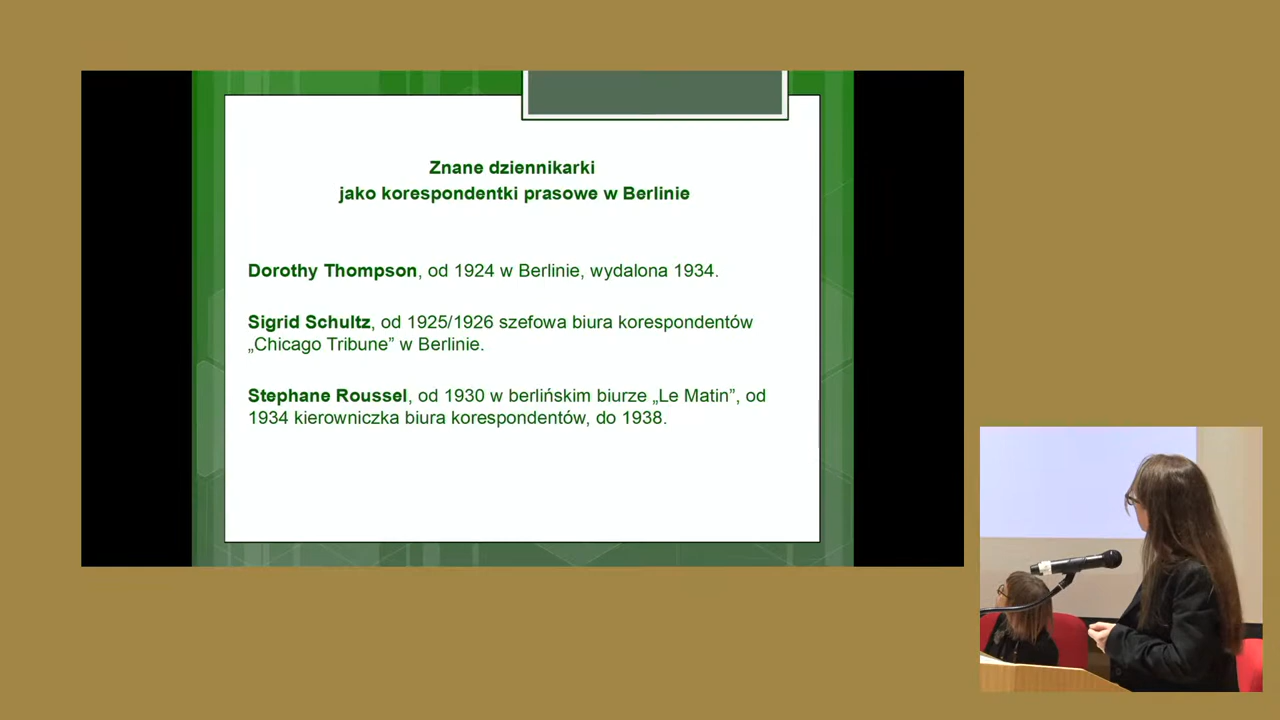 Znane dziennikarki
jako korespondentki prasowe w Berlinie
Dorothy Thompson, od 1924 w Berlinie, wydalona 1934.
Sigrid Schultz, od 1925/1926 szefowa biura korespondentów
„Chicago Tribune” w Berlinie.
Stephane Roussel, od 1930 w berlińskim biurze „Le Matin”, od
1934 kierowniczka biura korespondentów, do 1938.